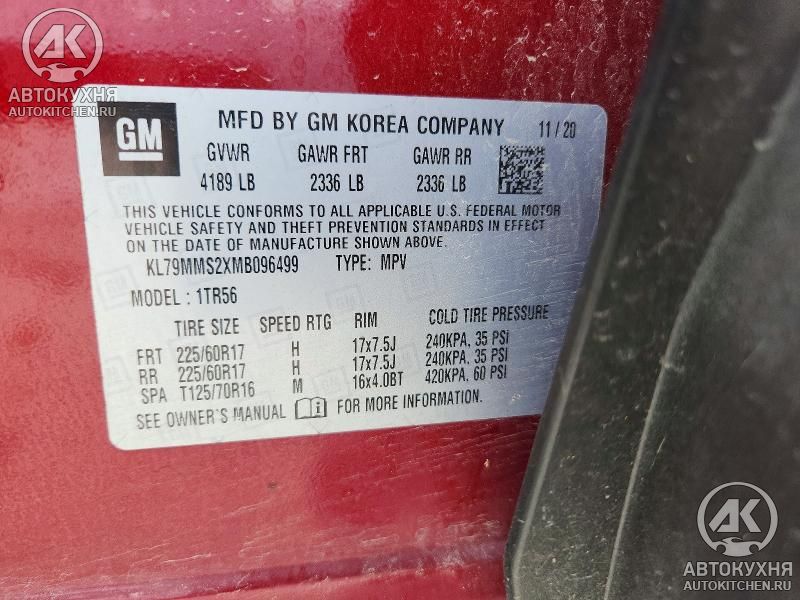 АВТОКУХНЯ
AUTOKITCHEN.RU
GM
MFD BY GM KOREA COMPANY 11/20
GVWR GAWR FRT GAWR RR
4189 LB 2336 LB 2336 LB
THIS VEHICLE CONFORMS TO ALL APPLICABLE U.S. FEDERAL MOTOR
VEHICLE SAFETY AND THEFT PREVENTION STANDARDS IN EFFECT
ON THE DATE OF MANUFACTURE SHOWN ABOVE.
KL79MMS2XMB096499 TYPE: MPV
MODEL: 1TR56
TIRE SIZE SPEED RTG RIM COLD TIRE PRESSURE
FRT 225/60R17 H 17x7.5J 240KPA, 35 PSI
RR 225/60R17 H 17x7.5J 240KPA, 35 PSI
SPA T125/70R16 M 16x4.0BT 420KPA, 60 PSI
SEE OWNER'S MANUAL FOR MORE INFORMATION.
АВТОКУХНЯ
AUTOKITCHEN.RU